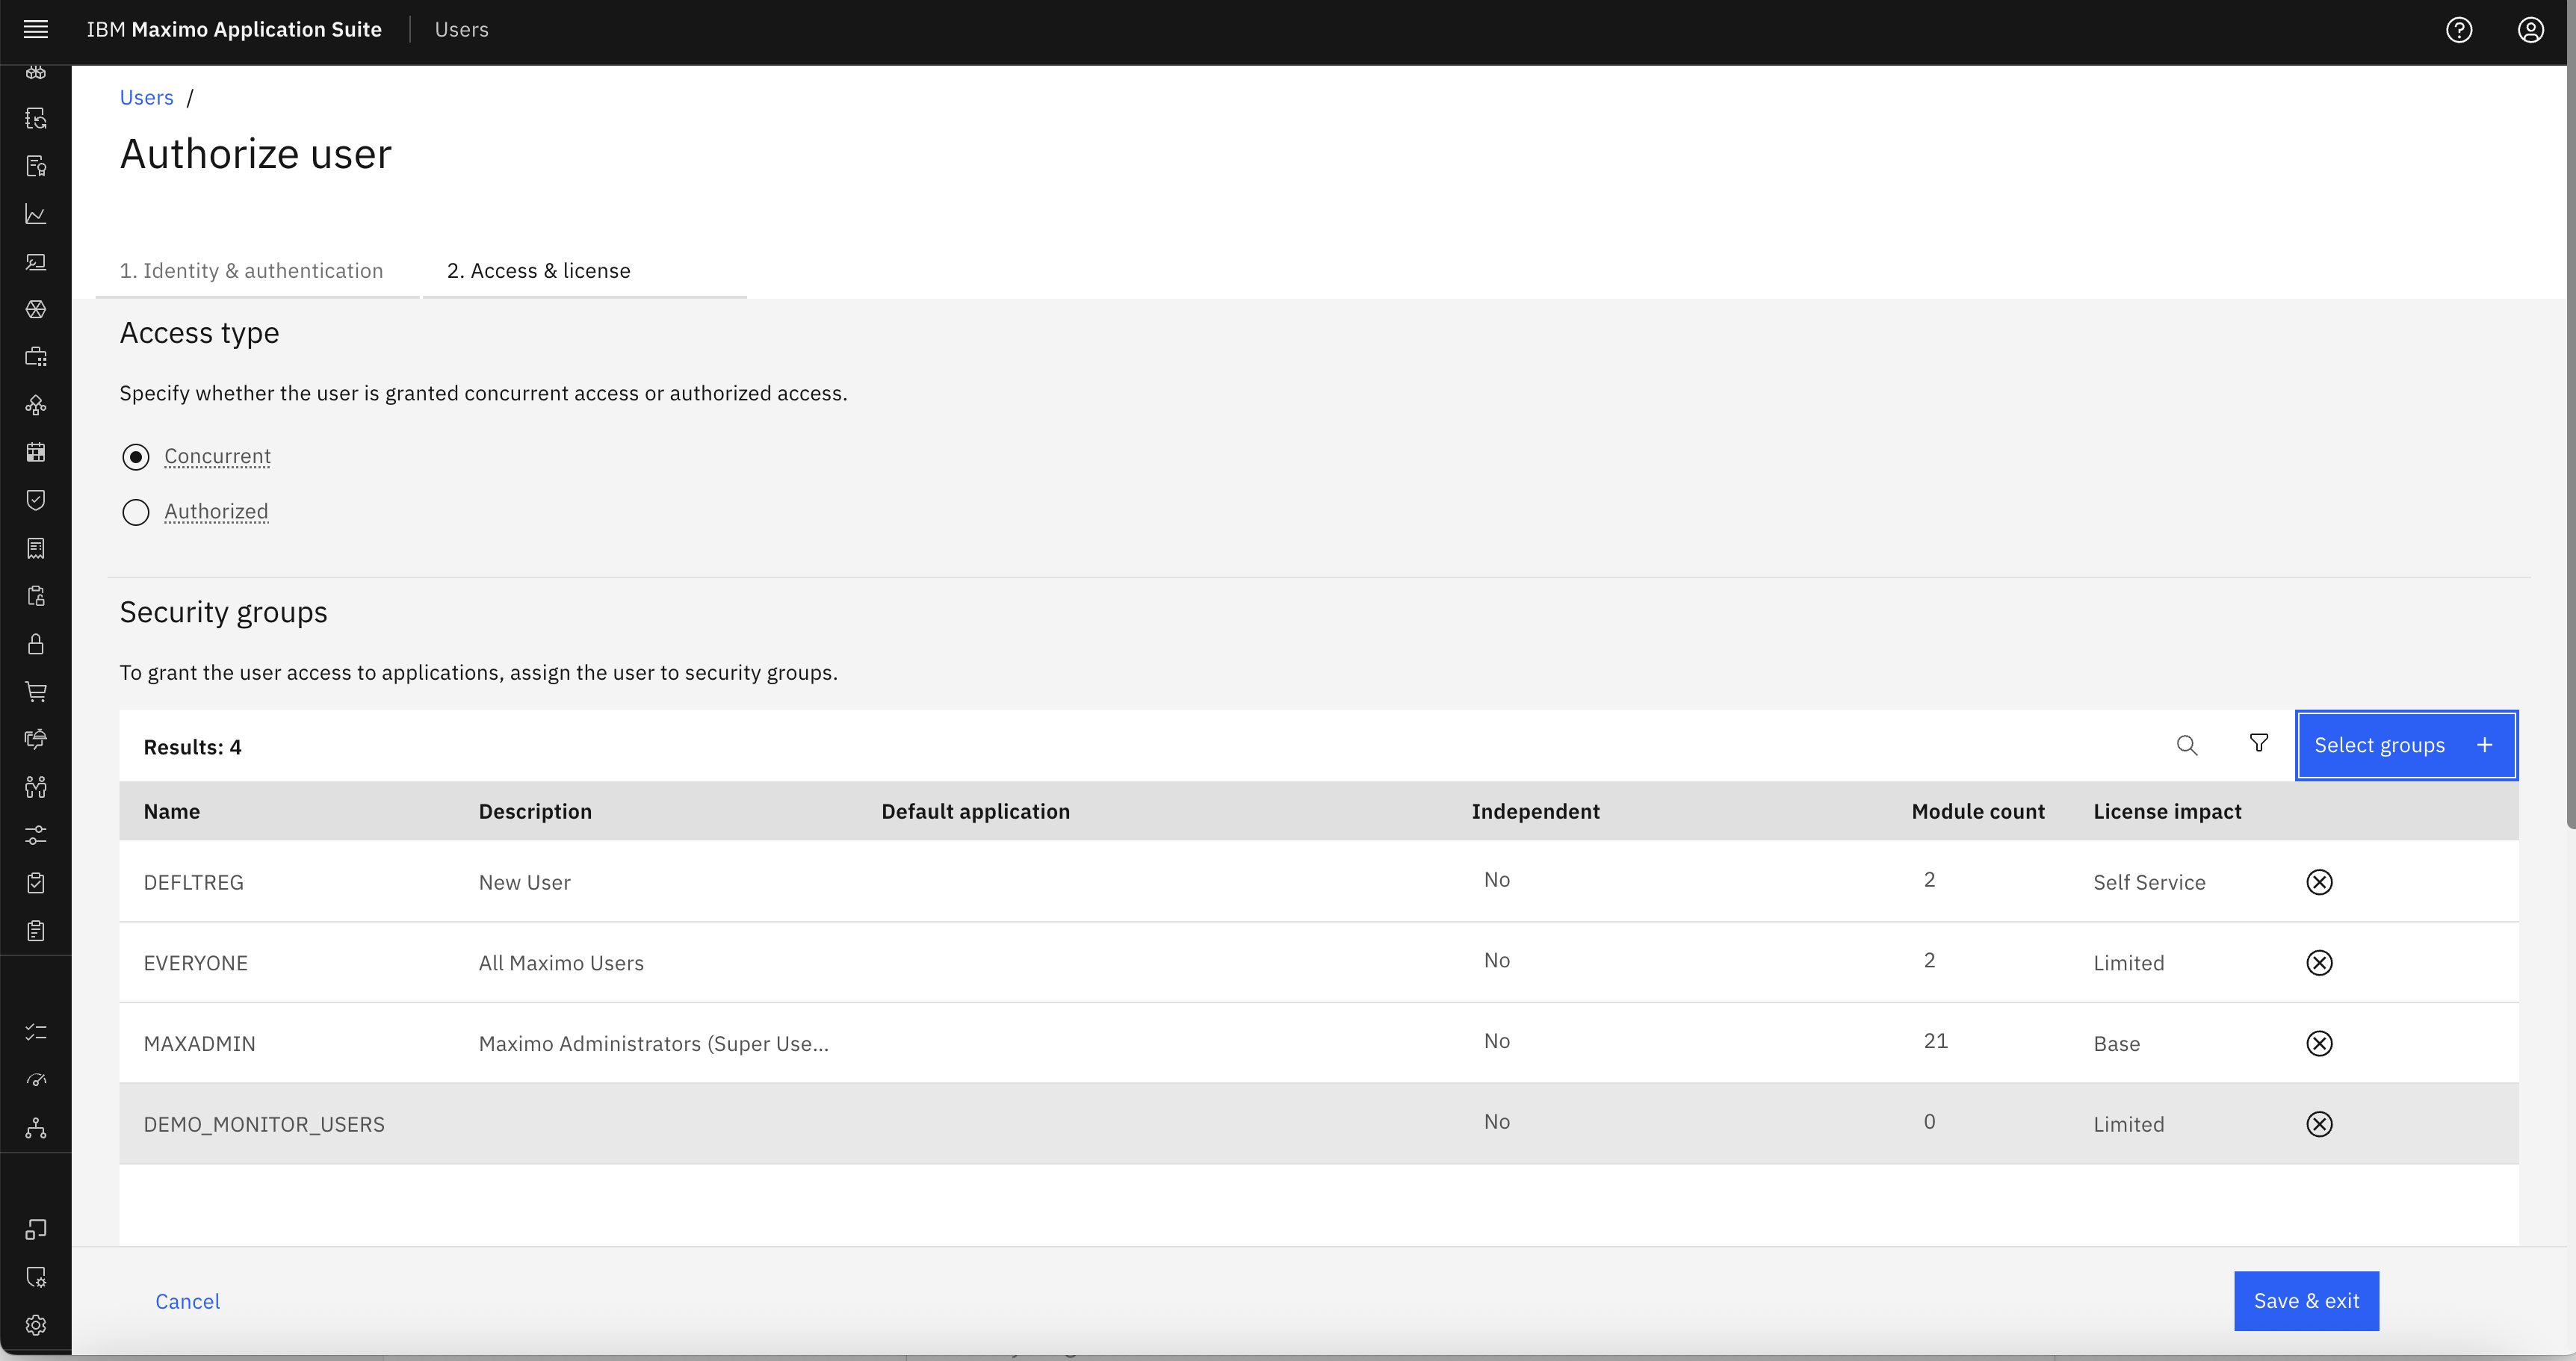 IBM Maximo Application Suite Users
Users /
Authorize user
1. Identity & authentication 2. Access & license
Access type
Specify whether the user is granted concurrent access or authorized access.
Concurrent
Authorized
Security groups
To grant the user access to applications, assign the user to security groups.
Results: 4 Select groups +
Name Description Default application Independent Module count License impact
DEFLTREG New User No 2 Self Service
EVERYONE All Maximo Users No 2 Limited
MAXADMIN Maximo Administrators (Super Use... No 21 Base
DEMO_MONITOR_USERS No 0 Limited
Cancel Save & exit